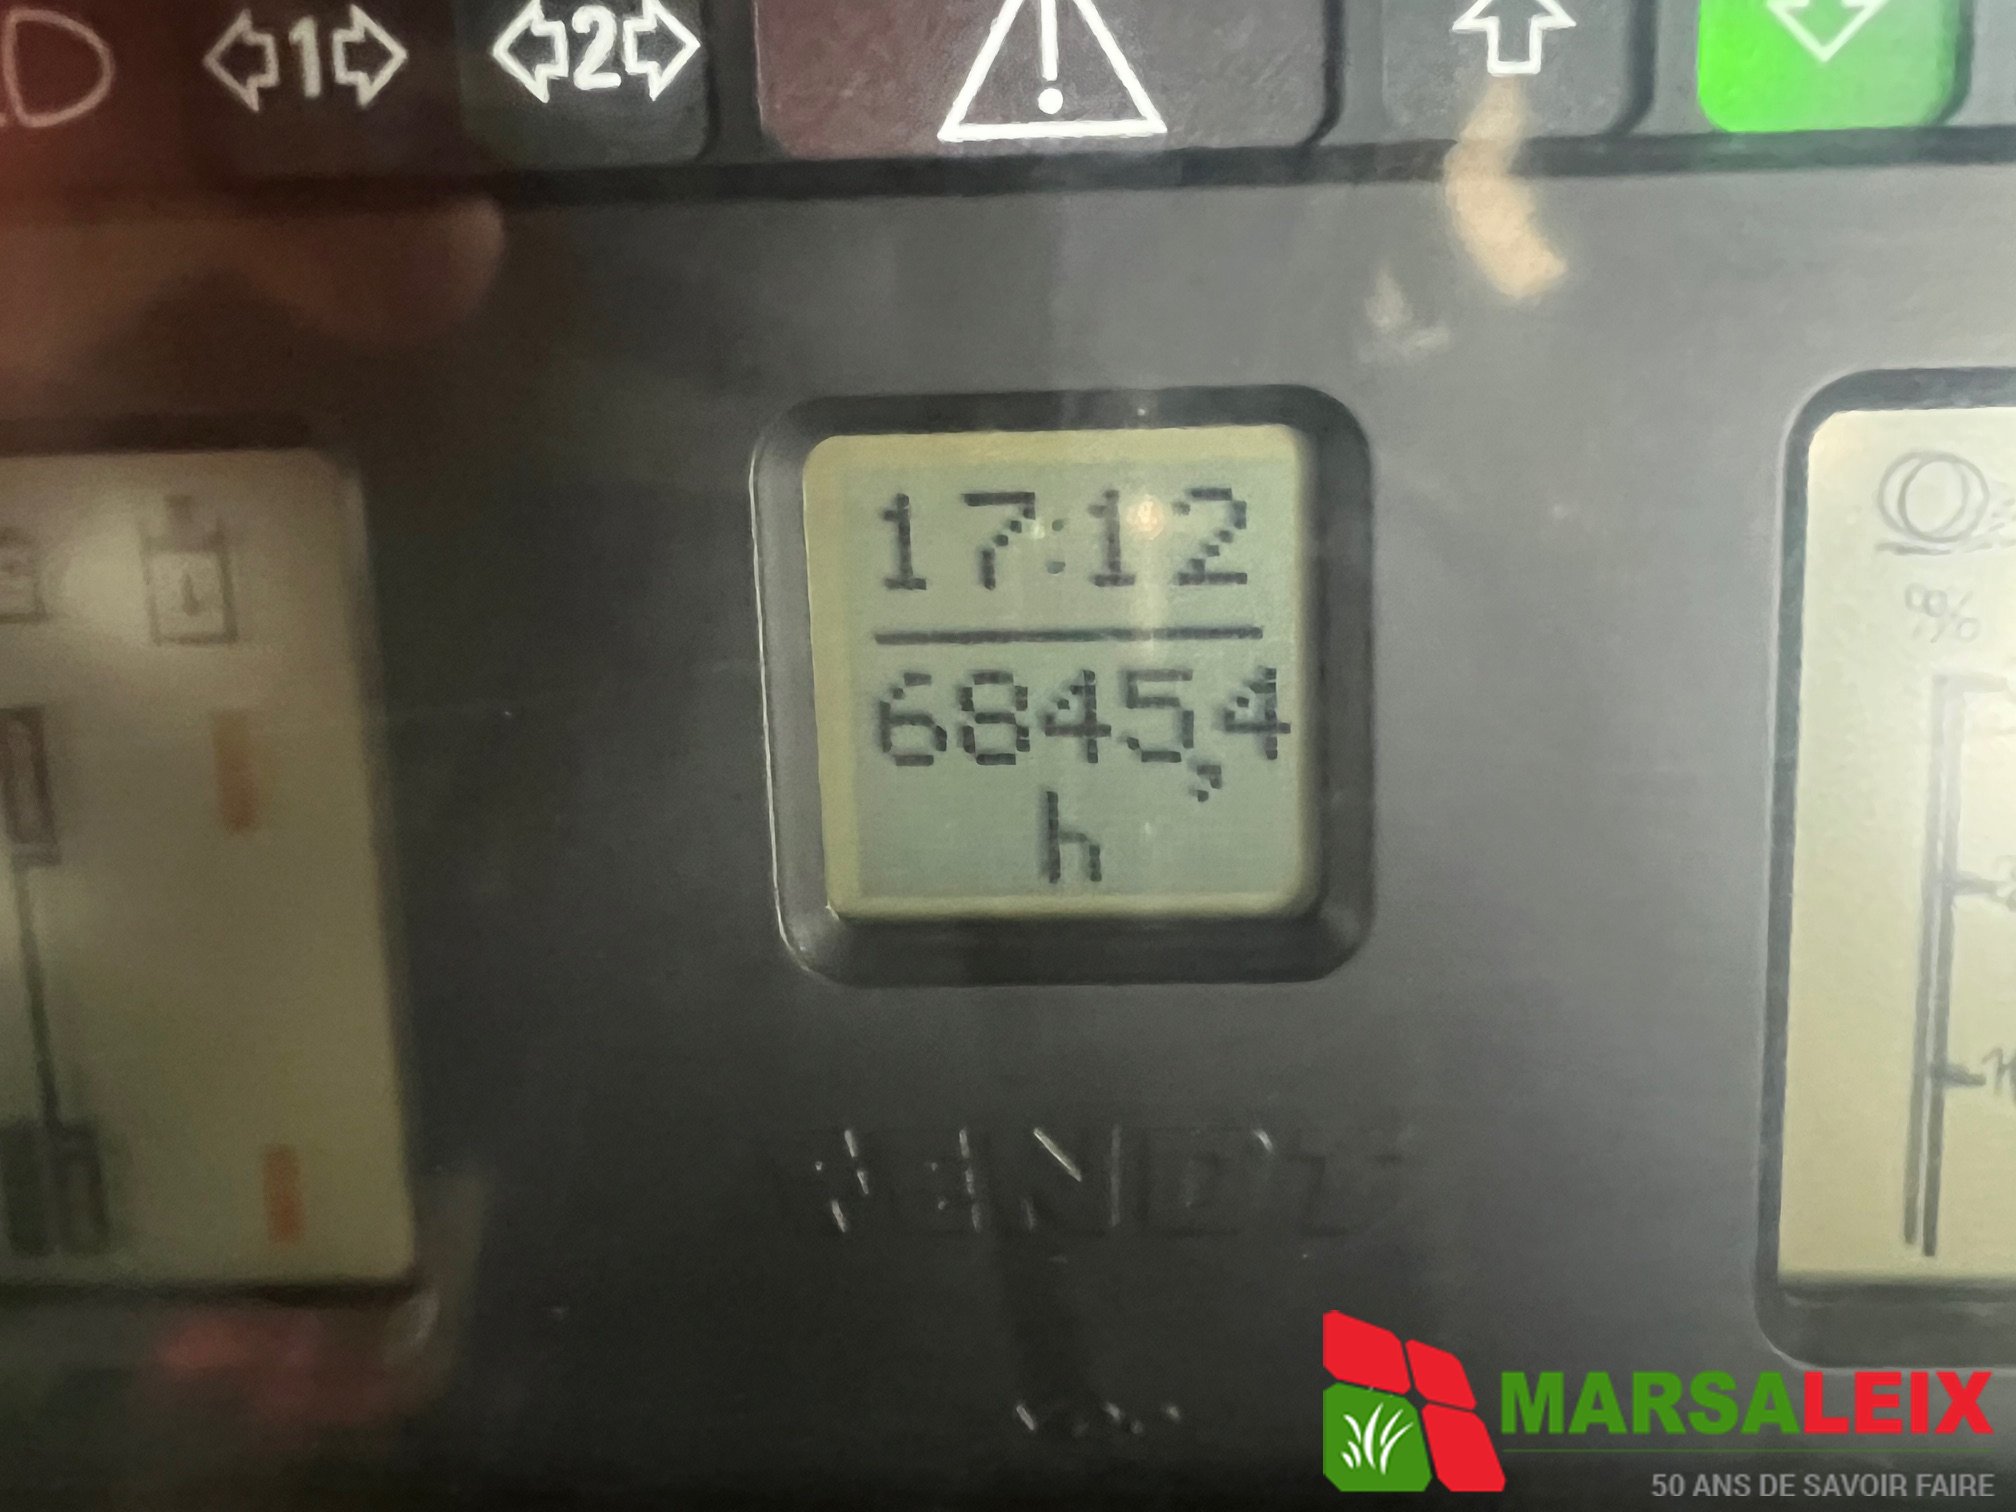 1
2
17:12
6845,4
h
FENDT
%
MARSALEIX
50 ANS DE SAVOIR FAIRE